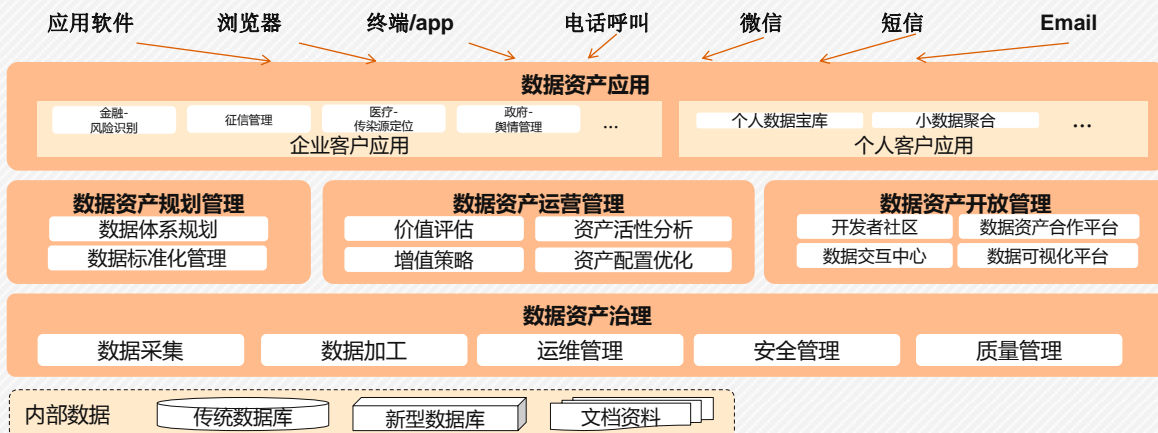 应用软件 浏览器 终端/app 电话呼叫 微信 短信 Email
数据资产应用
金融-
风险识别
征信管理
医疗-
传染源定位
政府-
舆情管理
...
企业客户应用
个人数据宝库 小数据聚合 ...
个人客户应用
数据资产规划管理
数据体系规划
数据标准化管理
数据资产运营管理
价值评估 资产活性分析
增值策略 资产配置优化
数据资产开放管理
开发者社区 数据资产合作平台
数据交互中心 数据可视化平台
数据资产治理
数据采集 数据加工 运维管理 安全管理 质量管理
内部数据 传统数据库 新型数据库 文档资料